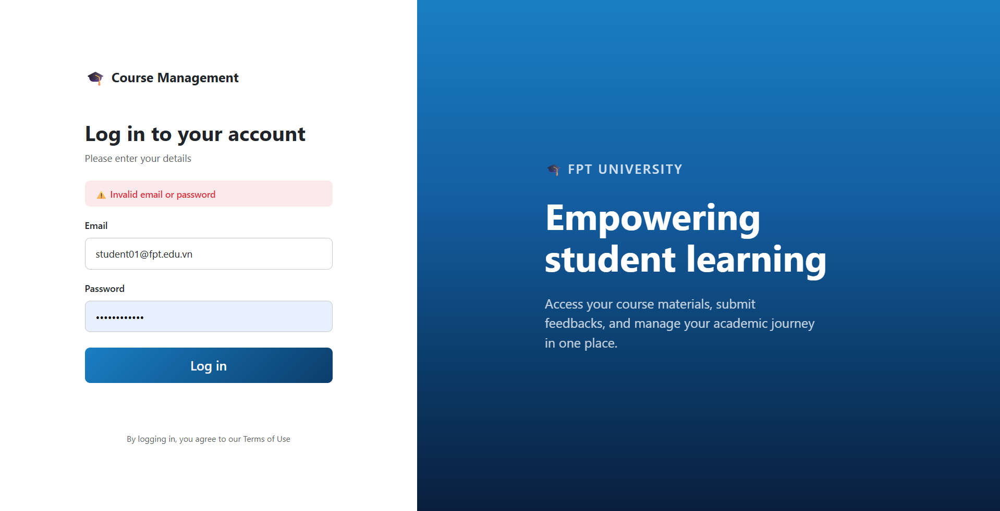 Course Management
Log in to your account
Please enter your details
Invalid email or password
Email
student01@fpt.edu.vn
Password
••••••••••••
Log in
By logging in, you agree to our Terms of Use
FPT UNIVERSITY
Empowering
student learning
Access your course materials, submit
feedbacks, and manage your academic journey
in one place.